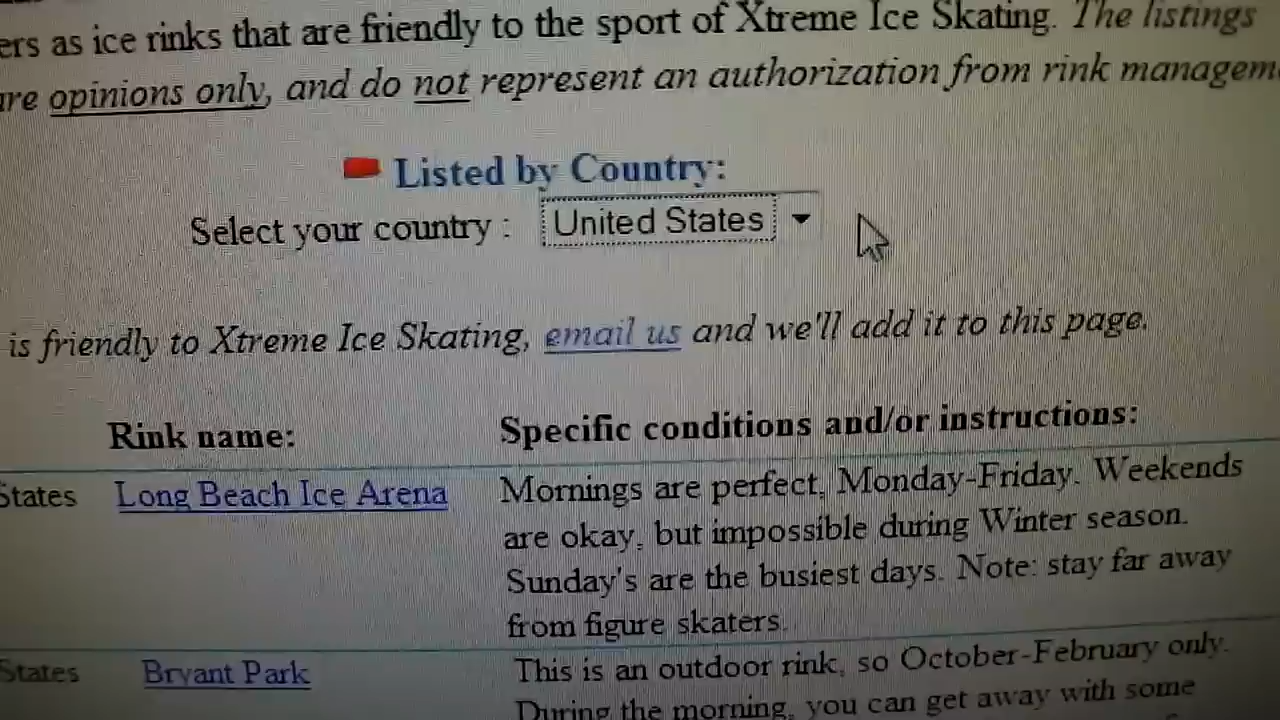 ers as ice rinks that are friendly to the sport of Xtreme Ice Skating. The listings
are opinions only, and do not represent an authorization from rink managem
Listed by Country:
Select your country : United States
is friendly to Xtreme Ice Skating, email us and we'll add it to this page.
Rink name: Specific conditions and/or instructions:
States Long Beach Ice Arena Mornings are perfect, Monday-Friday. Weekends
are okay, but impossible during Winter season.
Sunday's are the busiest days. Note: stay far away
from figure skaters.
States Bryant Park This is an outdoor rink, so October-February only.
During the morning, you can get away with some